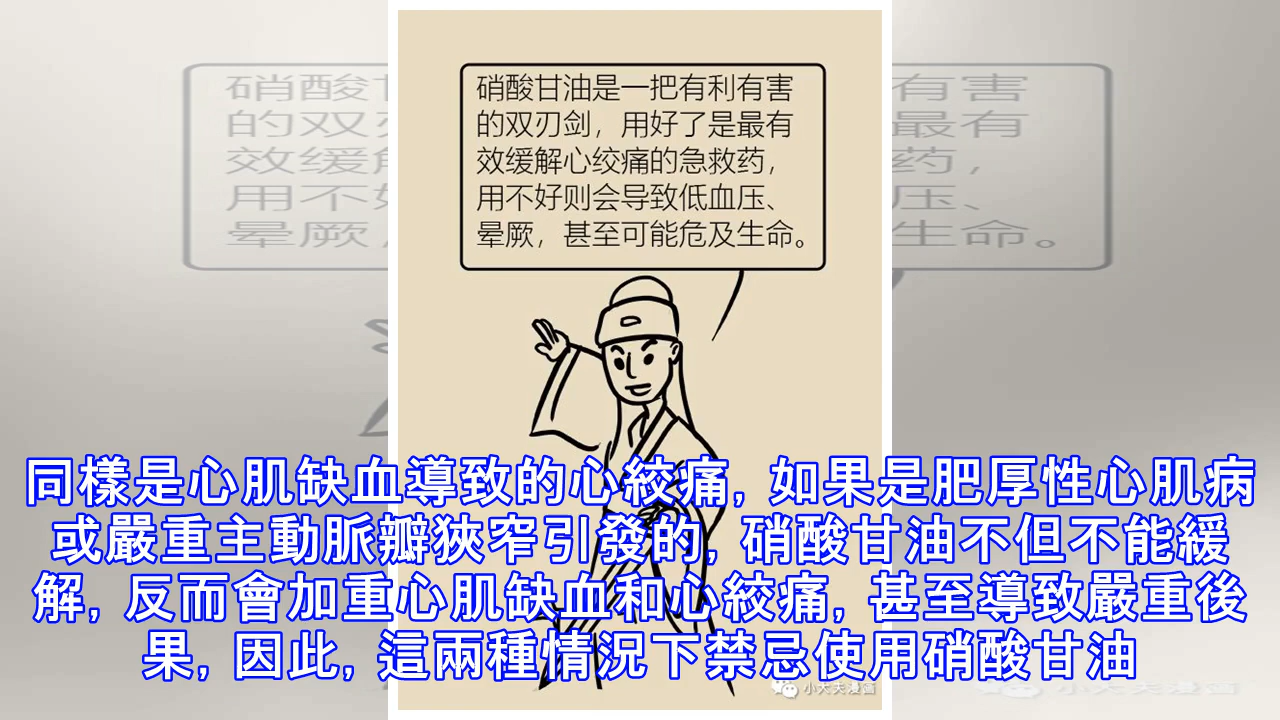 硝酸甘油是一把有利有害
的双刃剑，用好了是最有
效缓解心绞痛的急救药，
用不好则会导致低血压、
晕厥，甚至可能危及生命。
同樣是心肌缺血導致的心絞痛, 如果是肥厚性心肌病
或嚴重主動脈瓣狹窄引發的, 硝酸甘油不但不能緩
解, 反而會加重心肌缺血和心絞痛, 甚至導致嚴重後
果, 因此, 這兩種情況下禁忌使用硝酸甘油
小大夫漫画